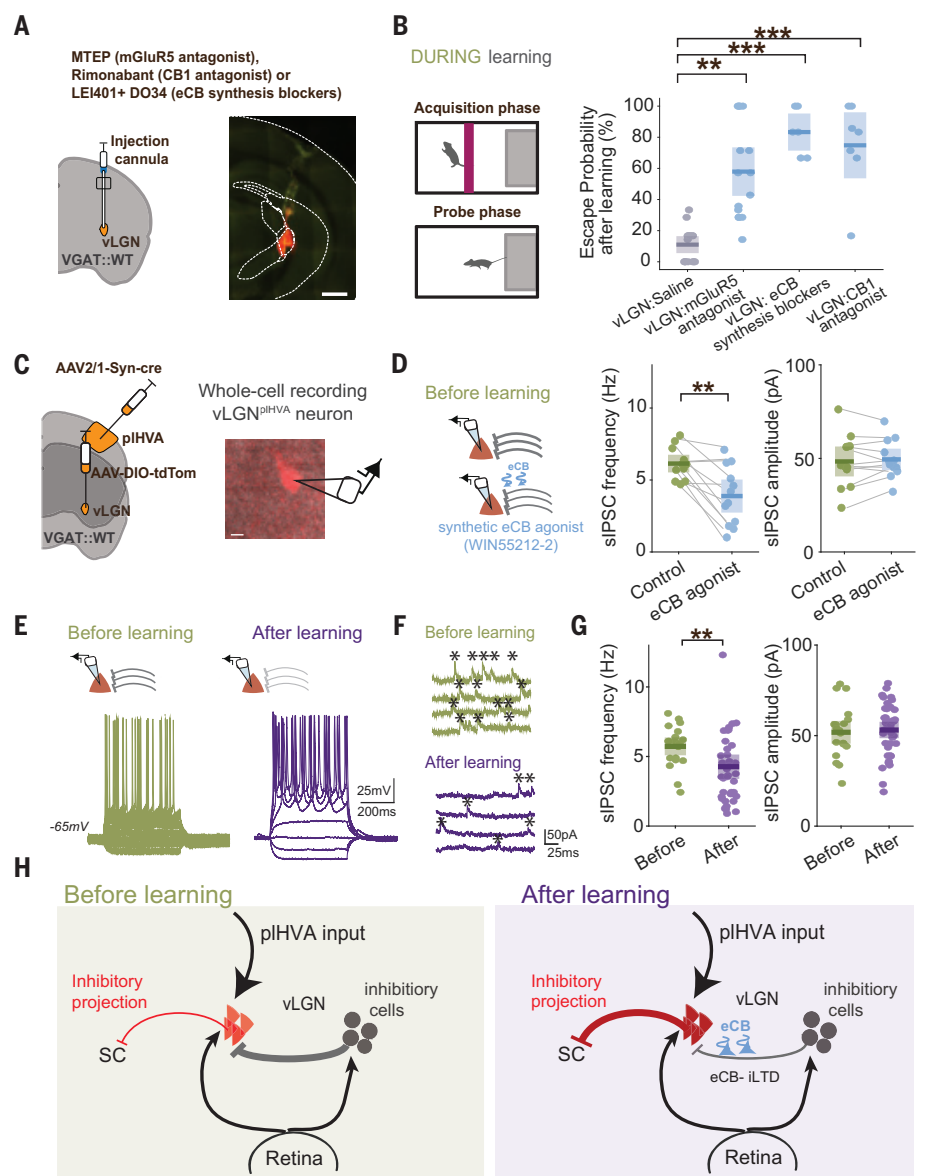 A
MTEP (mGluR5 antagonist),
Rimonabant (CB1 antagonist) or
LEI401+ DO34 (eCB synthesis blockers)
Injection
cannula
vLGN
VGAT::WT
B
DURING learning
Acquisition phase
Probe phase
Escape Probability
after learning (%)
100
80
60
40
20
0
**
***
***
vLGN:Saline
vLGN:mGluR5
antagonist
vLGN: eCB
synthesis blockers
vLGN:CB1
antagonist
C
AAV2/1-Syn-cre
plHVA
AAV-DIO-tdTom
vLGN
VGAT::WT
Whole-cell recording
vLGNplHVA neuron
D
Before learning
eCB
synthetic eCB agonist
(WIN55212-2)
sIPSC frequency (Hz)
10
5
0
**
Control
eCB agonist
sIPSC amplitude (pA)
100
50
0
Control
eCB agonist
E
Before learning
After learning
-65mV
25mV
200ms
F
Before learning
* **** *
* * *
* * **
* * *
After learning
**
*
* *
*
50pA
25ms
G
sIPSC frequency (Hz)
10
5
0
**
Before
After
sIPSC amplitude (pA)
100
50
0
Before
After
H
Before learning
plHVA input
Inhibitory
projection
vLGN
inhibitiory
cells
SC
Retina
After learning
plHVA input
Inhibitory
projection
vLGN
inhibitiory
cells
eCB
SC
eCB- iLTD
Retina